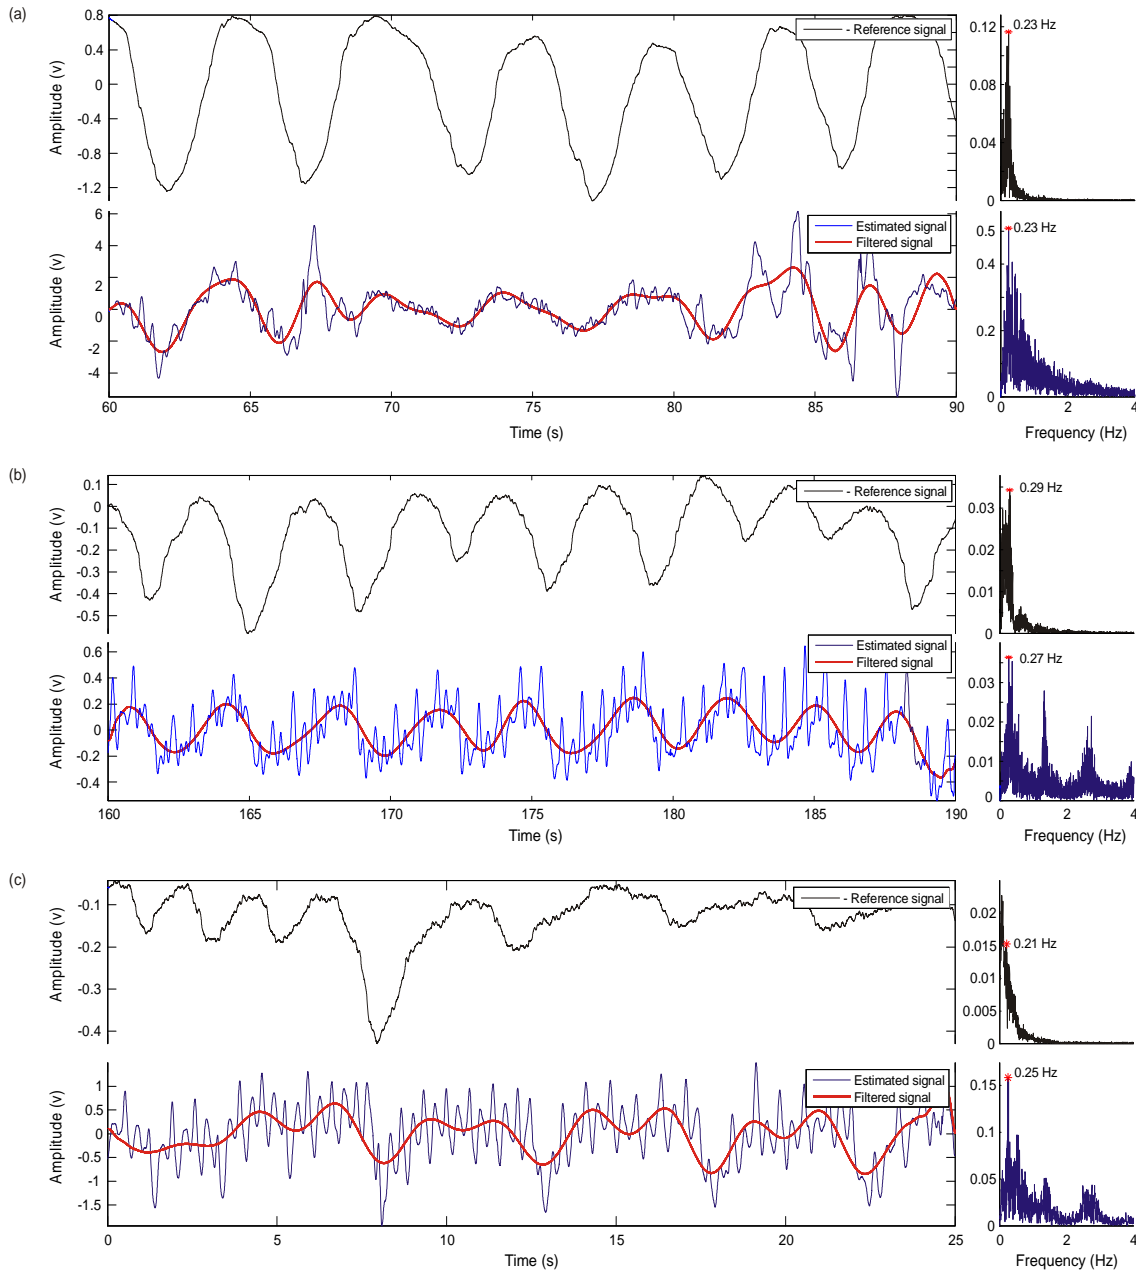 (a)
Amplitude (v)
0.8
0.4
0
-0.4
-0.8
-1.2
- Reference signal
0.12
0.08
0.04
0
0.23 Hz
Amplitude (v)
6
4
2
0
-2
-4
Estimated signal
Filtered signal
60 65 70 75 80 85 90
Time (s)
0.5
0.4
0.3
0.2
0.1
0
0.23 Hz
0 2 4
Frequency (Hz)
(b)
Amplitude (v)
0.1
0
-0.1
-0.2
-0.3
-0.4
-0.5
- Reference signal
0.03
0.02
0.01
0
0.29 Hz
Amplitude (v)
0.6
0.4
0.2
0
-0.2
-0.4
Estimated signal
Filtered signal
160 165 170 175 180 185 190
Time (s)
0.03
0.02
0.01
0
0.27 Hz
0 2 4
Frequency (Hz)
(c)
Amplitude (v)
-0.1
-0.2
-0.3
-0.4
- Reference signal
0.02
0.015
0.01
0.005
0
0.21 Hz
Amplitude (v)
1
0.5
0
-0.5
-1
-1.5
Estimated signal
Filtered signal
0 5 10 15 20 25
Time (s)
0.15
0.1
0.05
0
0.25 Hz
0 2 4
Frequency (Hz)